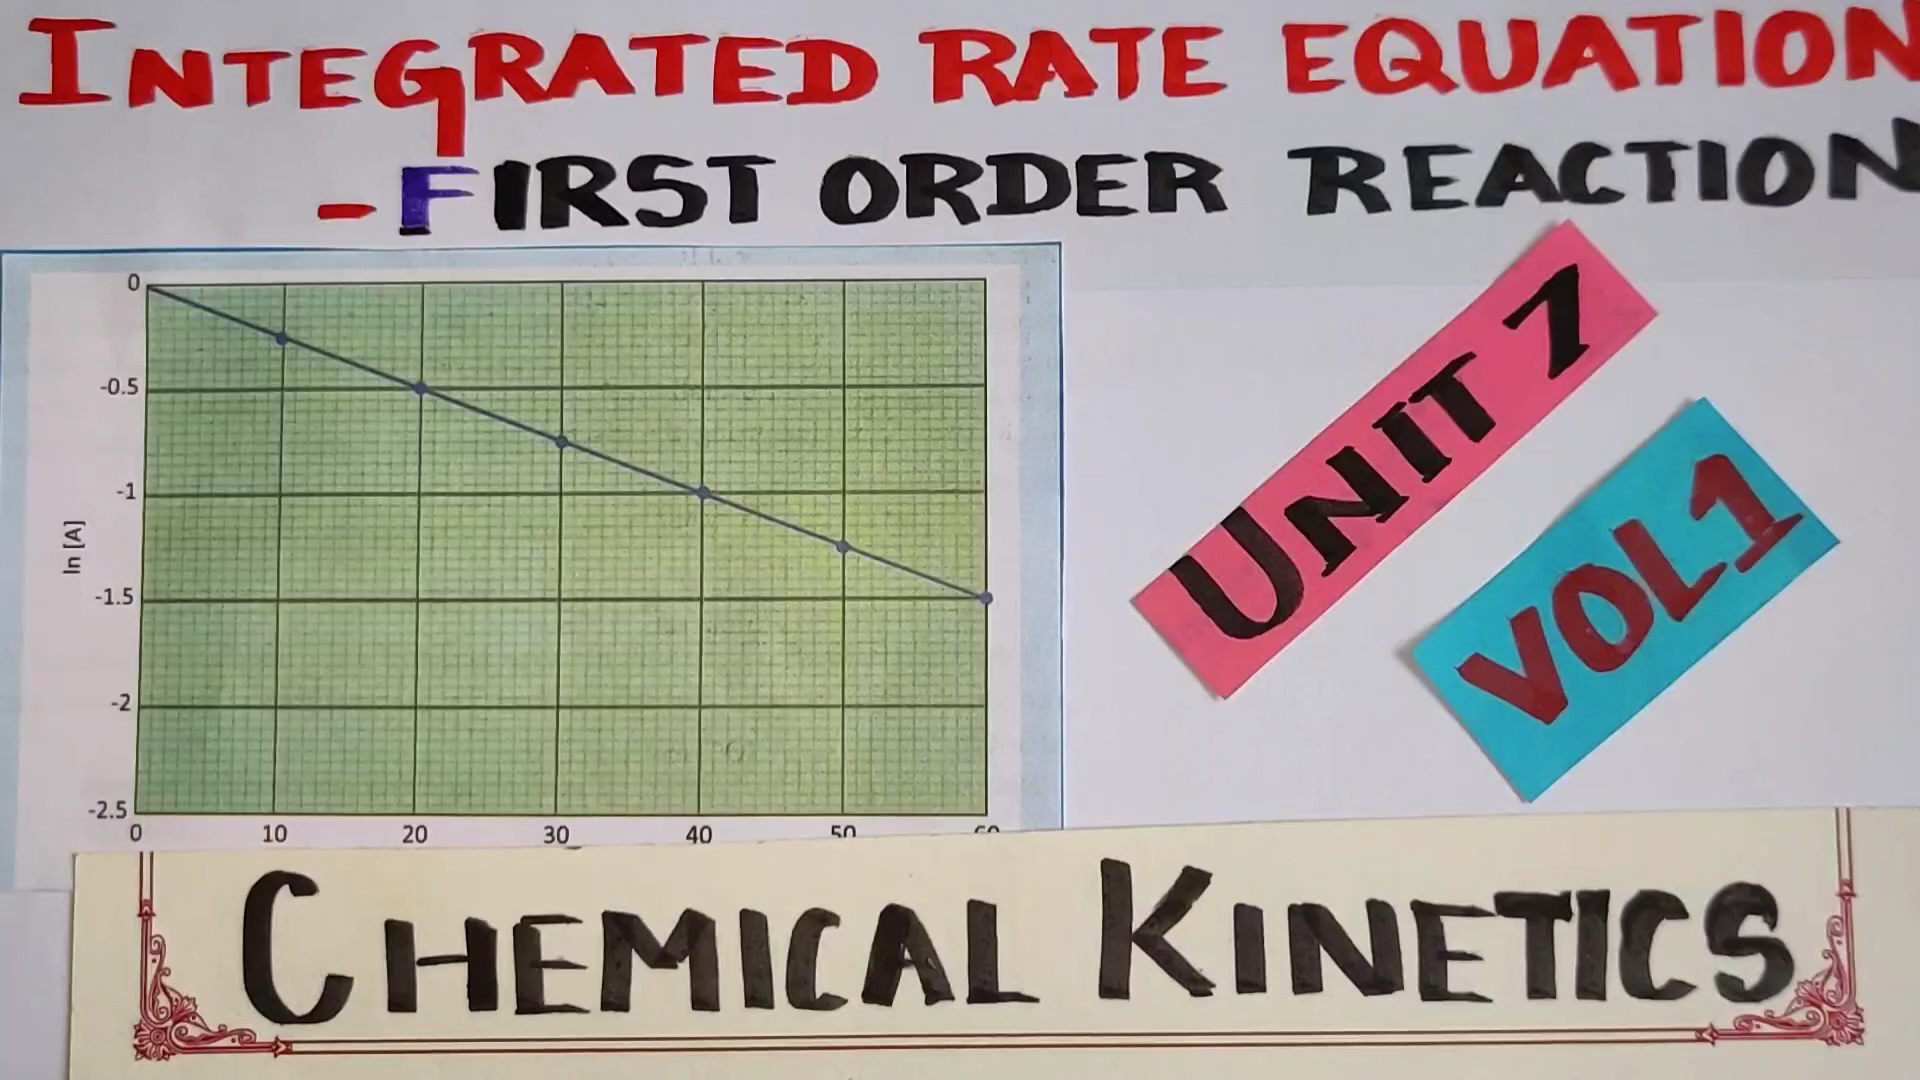 INTEGRATED RATE EQUATION
-FIRST ORDER REACTION
UNIT 7
VOL1
0
-0.5
-1
-1.5
-2
-2.5
ln [A]
0 10 20 30 40 50 60
CHEMICAL KINETICS